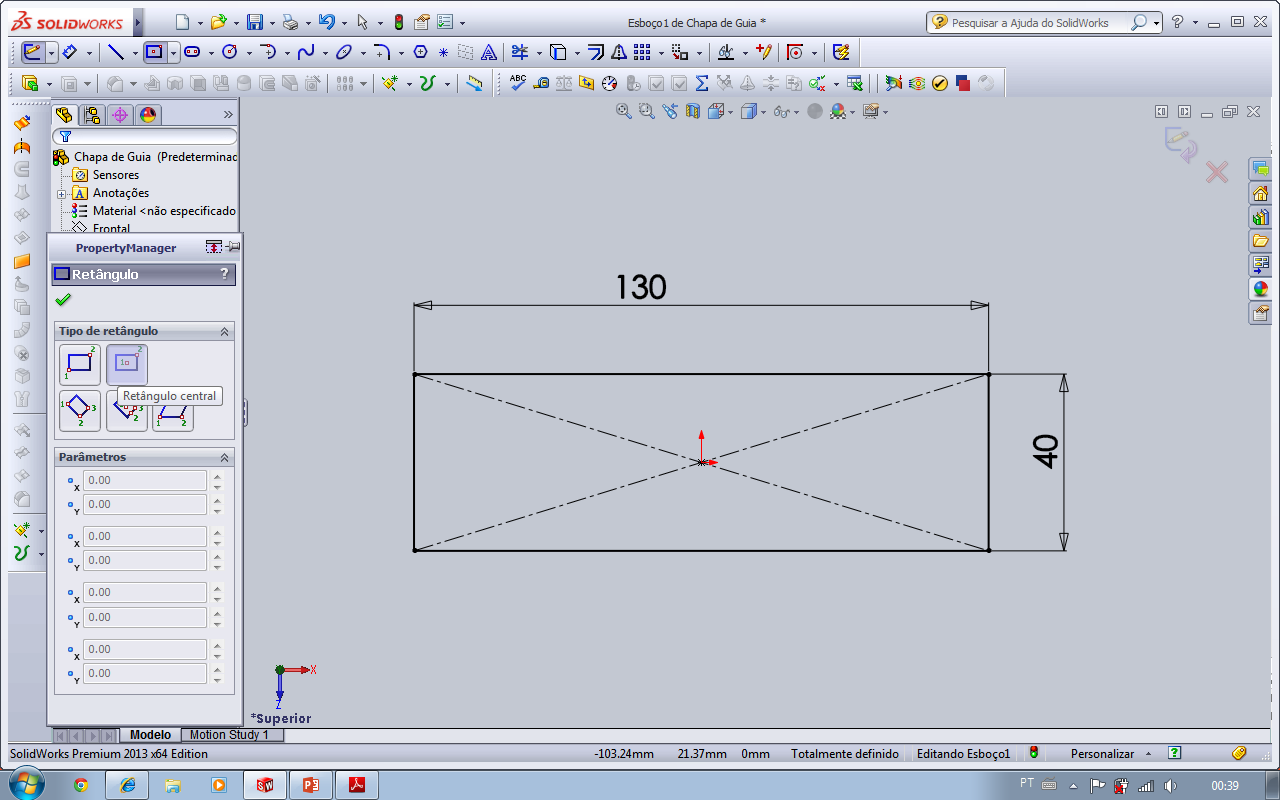 SOLIDWORKS
Esboço1 de Chapa de Guia *
Pesquisar a Ajuda do SolidWorks
?
ABC
Chapa de Guia (Predeterminad
Sensores
A
Anotações
Material <não especificado
Frontal
PropertyManager
Retângulo
?
Tipo de retângulo
Retângulo central
Parâmetros
X 0.00
Y 0.00
X 0.00
Y 0.00
X 0.00
Y 0.00
X 0.00
Y 0.00
130
40
X
Z
*Superior
Modelo
Motion Study 1
SolidWorks Premium 2013 x64 Edition
-103.24mm
21.37mm
0mm
Totalmente definido
Editando Esboço1
Personalizar
?
PT
00:39